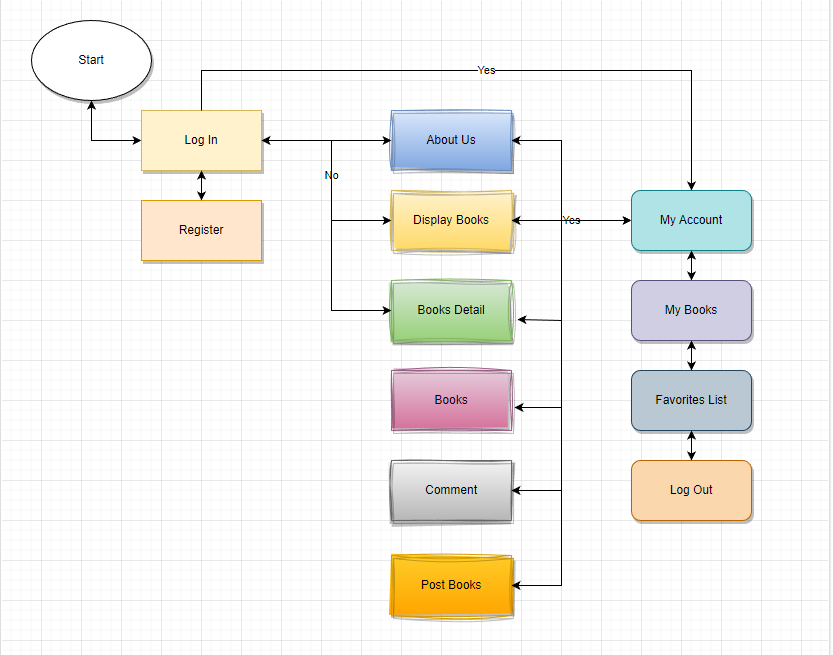 Start
Yes
Log In
About Us
No
Display Books
Yes
My Account
Register
Books Detail
My Books
Books
Favorites List
Comment
Log Out
Post Books